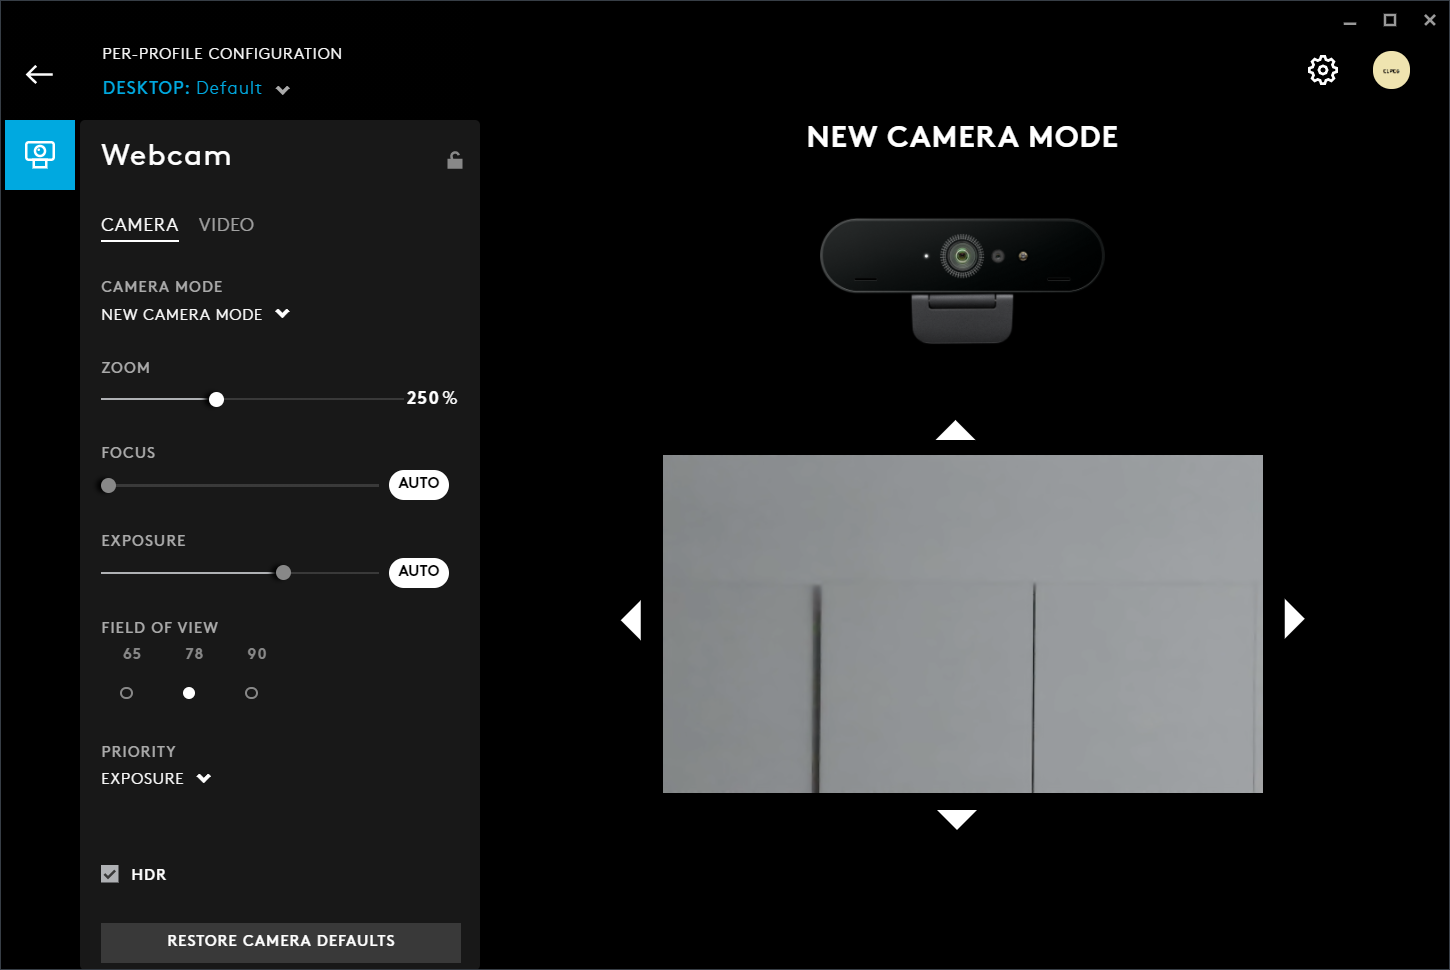 PER-PROFILE CONFIGURATION
DESKTOP: Default
Webcam
CAMERA VIDEO
CAMERA MODE
NEW CAMERA MODE
ZOOM
250 %
FOCUS
AUTO
EXPOSURE
AUTO
FIELD OF VIEW
65 78 90
PRIORITY
EXPOSURE
HDR
RESTORE CAMERA DEFAULTS
NEW CAMERA MODE